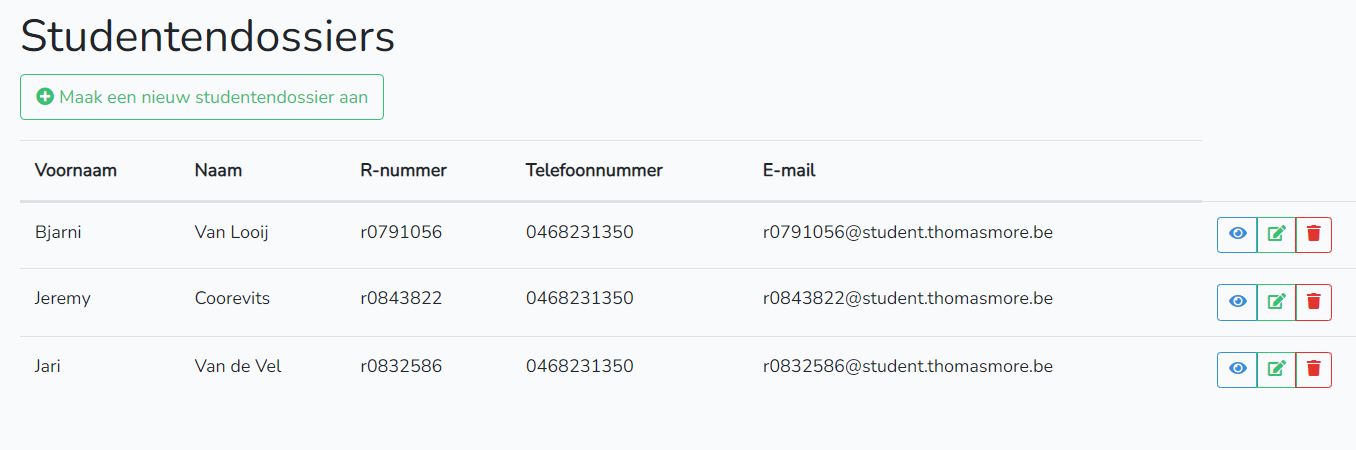 Studentendossiers
Maak een nieuw studentendossier aan
Voornaam Naam R-nummer Telefoonnummer E-mail
Bjarni Van Looij r0791056 0468231350 r0791056@student.thomasmore.be
Jeremy Coorevits r0843822 0468231350 r0843822@student.thomasmore.be
Jari Van de Vel r0832586 0468231350 r0832586@student.thomasmore.be